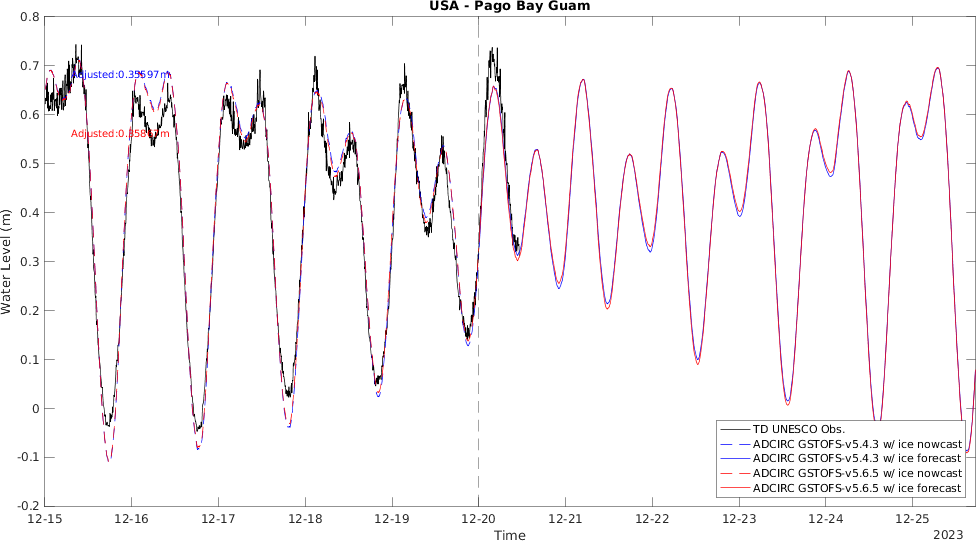 USA - Pago Bay Guam
0.8
0.7
0.6
0.5
0.4
0.3
0.2
0.1
0
-0.1
-0.2
Water Level (m)
Adjusted:0.35597m
TD UNESCO Obs.
ADCIRC GSTOFS-v5.4.3 w/ ice nowcast
ADCIRC GSTOFS-v5.4.3 w/ ice forecast
ADCIRC GSTOFS-v5.6.5 w/ ice nowcast
ADCIRC GSTOFS-v5.6.5 w/ ice forecast
12-15 12-16 12-17 12-18 12-19 12-20 12-21 12-22 12-23 12-24 12-25
Time
2023